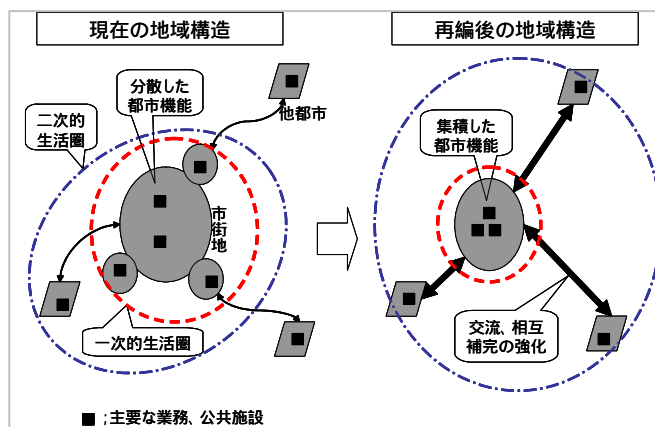 現在の地域構造
再編後の地域構造
分散した
都市機能
他都市
二次的
生活圏
市街地
一次的生活圏
集積した
都市機能
交流、相互
補完の強化
■ ;主要な業務、公共施設